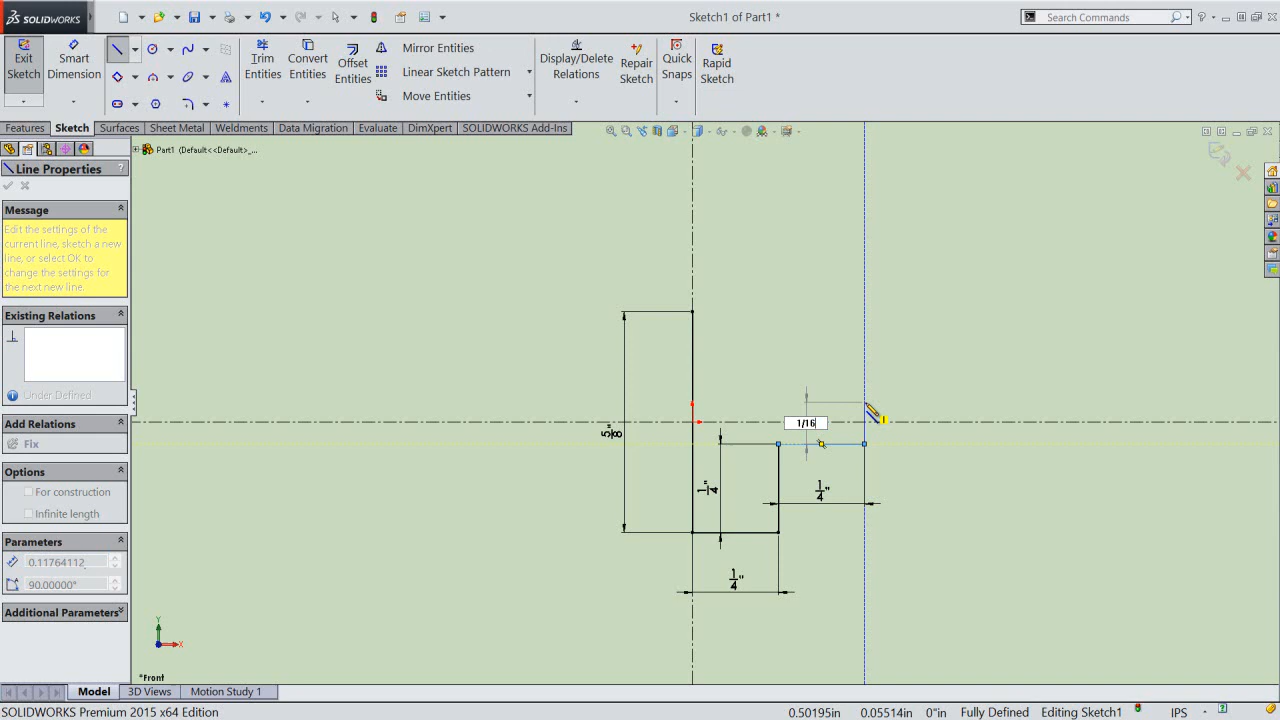 SOLIDWORKS
Sketch1 of Part1 *
Search Commands
Exit Sketch
Smart Dimension
Trim Entities
Convert Entities
Offset Entities
Mirror Entities
Linear Sketch Pattern
Move Entities
Display/Delete Relations
Repair Sketch
Quick Snaps
Rapid Sketch
Features
Sketch
Surfaces
Sheet Metal
Weldments
Data Migration
Evaluate
DimXpert
SOLIDWORKS Add-Ins
Line Properties
?
Part1 (Default<<Default>_...
Message
Edit the settings of the
current line, sketch a new
line, or select OK to
change the settings for
the next new line.
Existing Relations
Under Defined
Add Relations
Fix
Options
For construction
Infinite length
Parameters
0.11764112
90.00000°
Additional Parameters
1/16
5/8"
1/4"
1/4"
1/4"
Y
X
*Front
Model
3D Views
Motion Study 1
SOLIDWORKS Premium 2015 x64 Edition
0.50195in
0.05514in
0"in
Fully Defined
Editing Sketch1
IPS